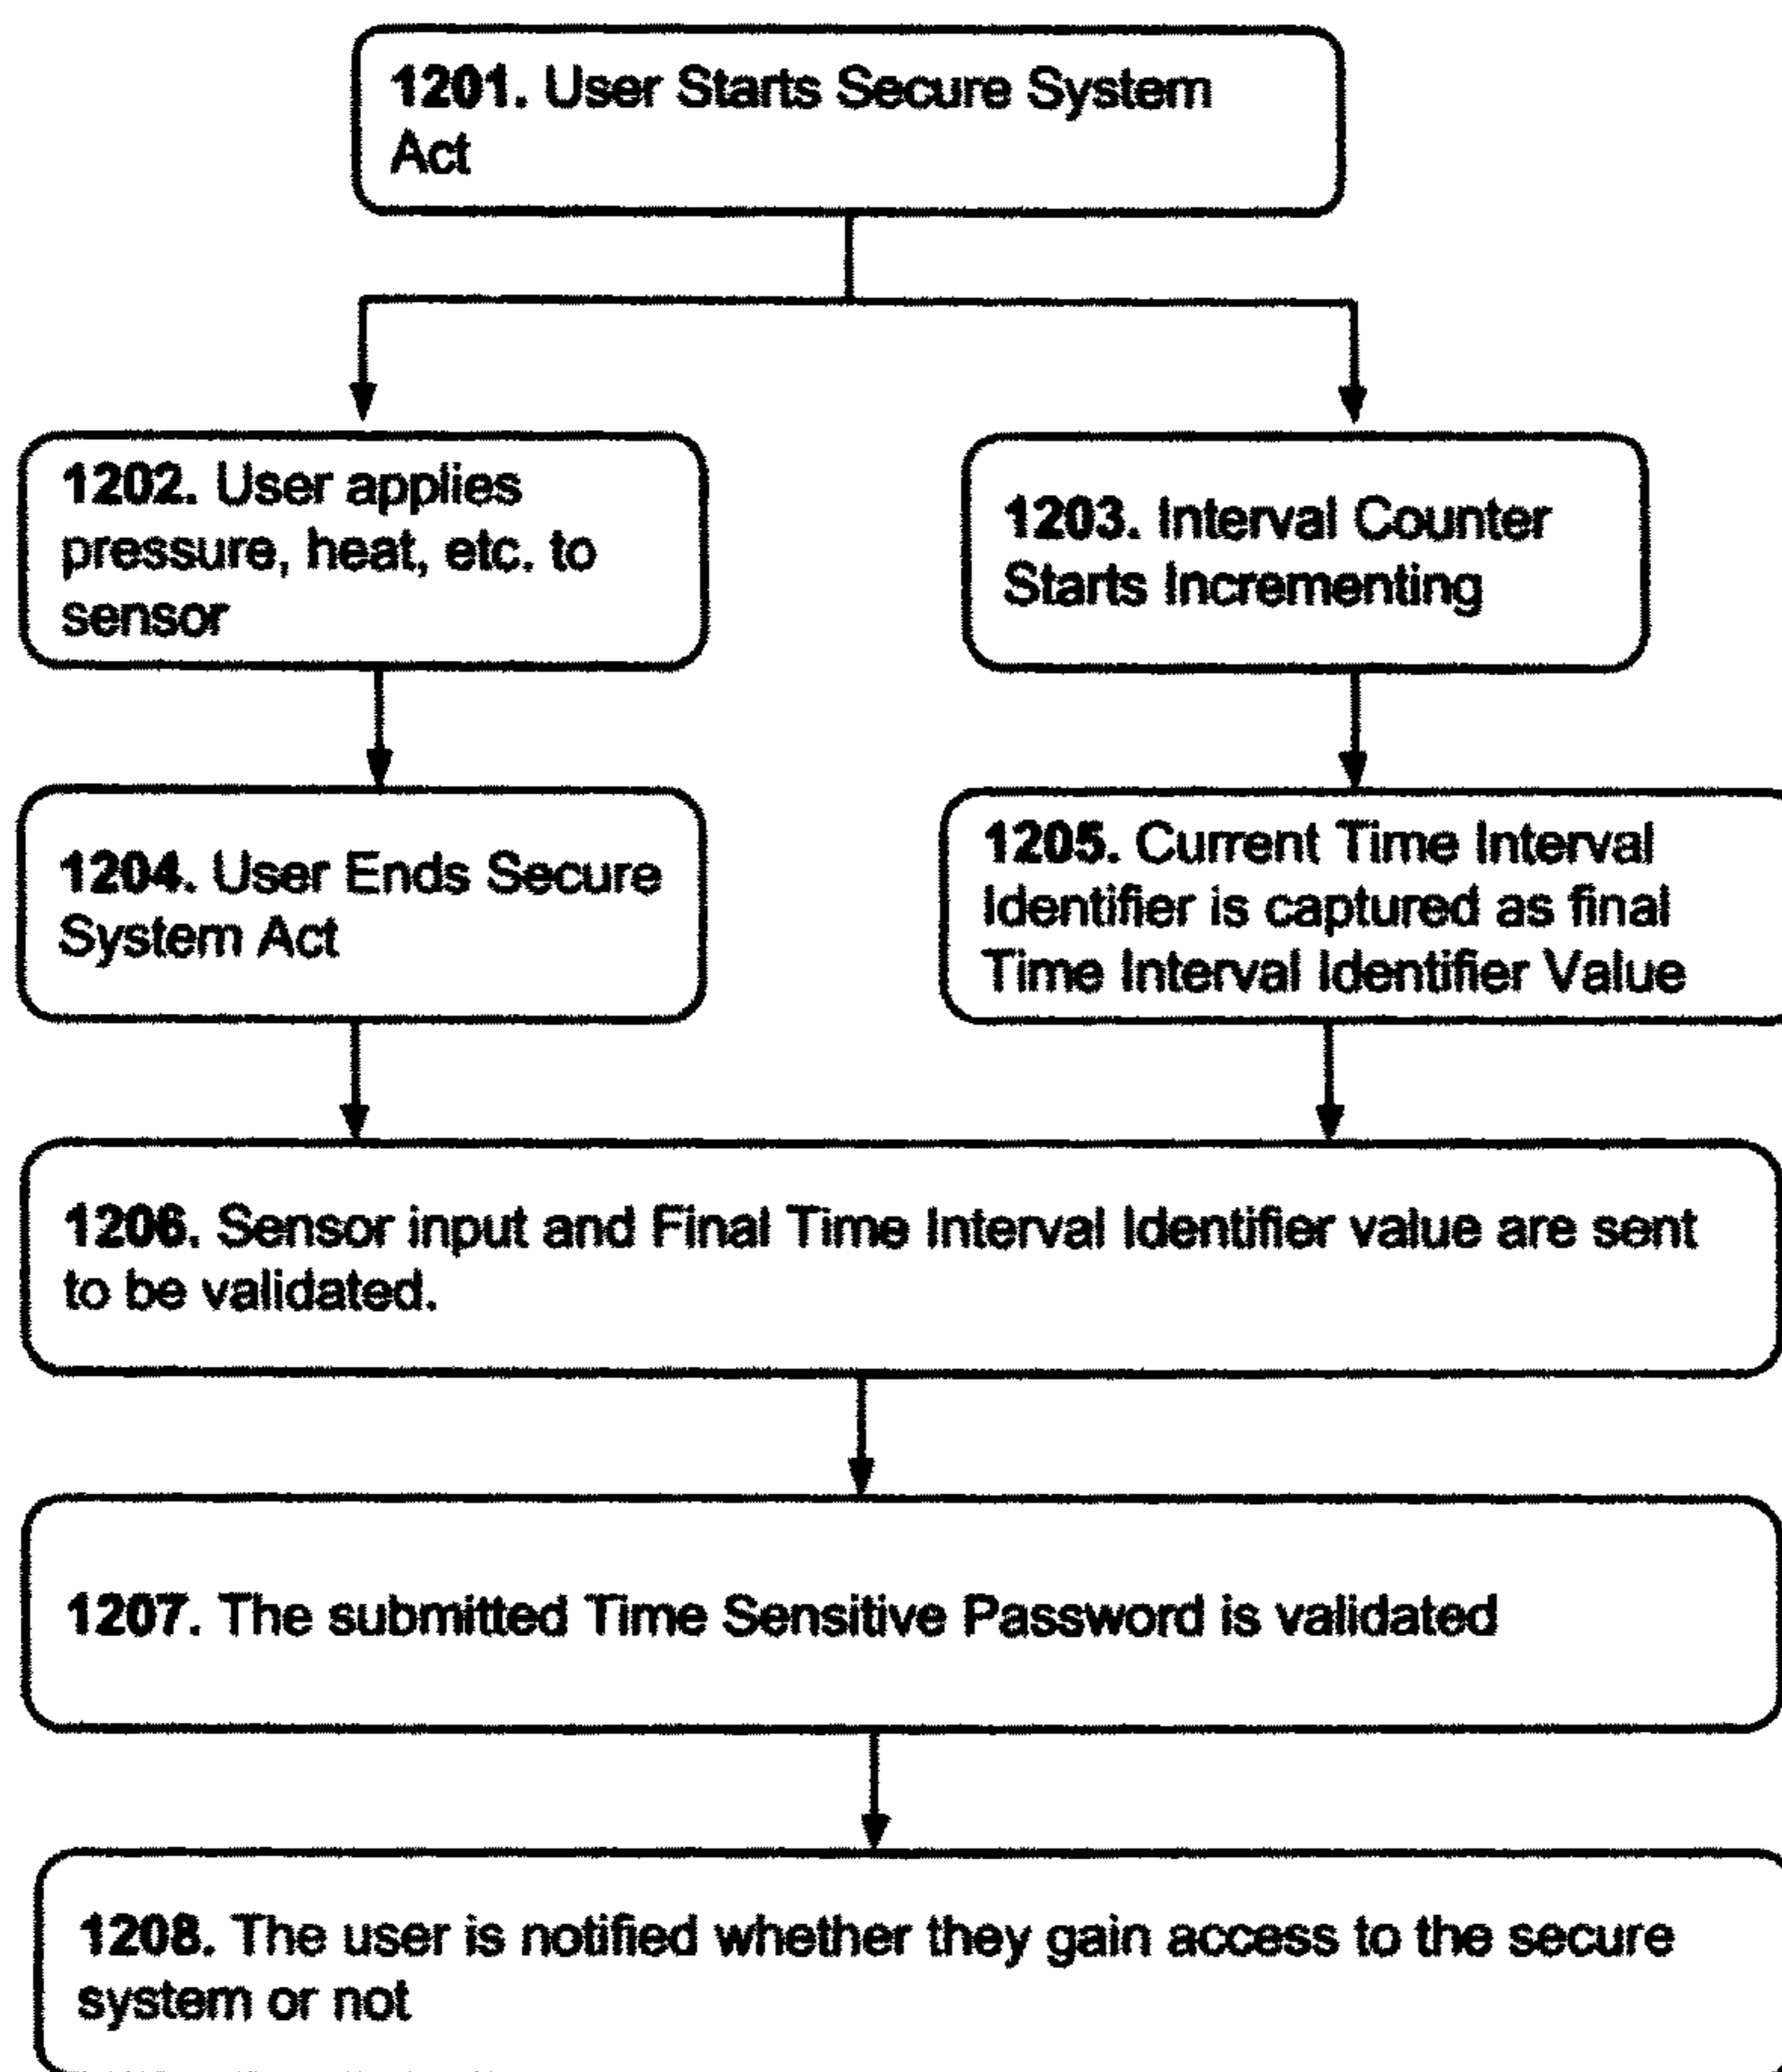 1201. User Starts Secure System
Act
1202. User applies
pressure, heat, etc. to
sensor
1203. Interval Counter
Starts Incrementing
1204. User Ends Secure
System Act
1205. Current Time Interval
Identifier is captured as final
Time Interval Identifier Value
1206. Sensor input and Final Time Interval Identifier value are sent
to be validated.
1207. The submitted Time Sensitive Password is validated
1208. The user is notified whether they gain access to the secure
system or not